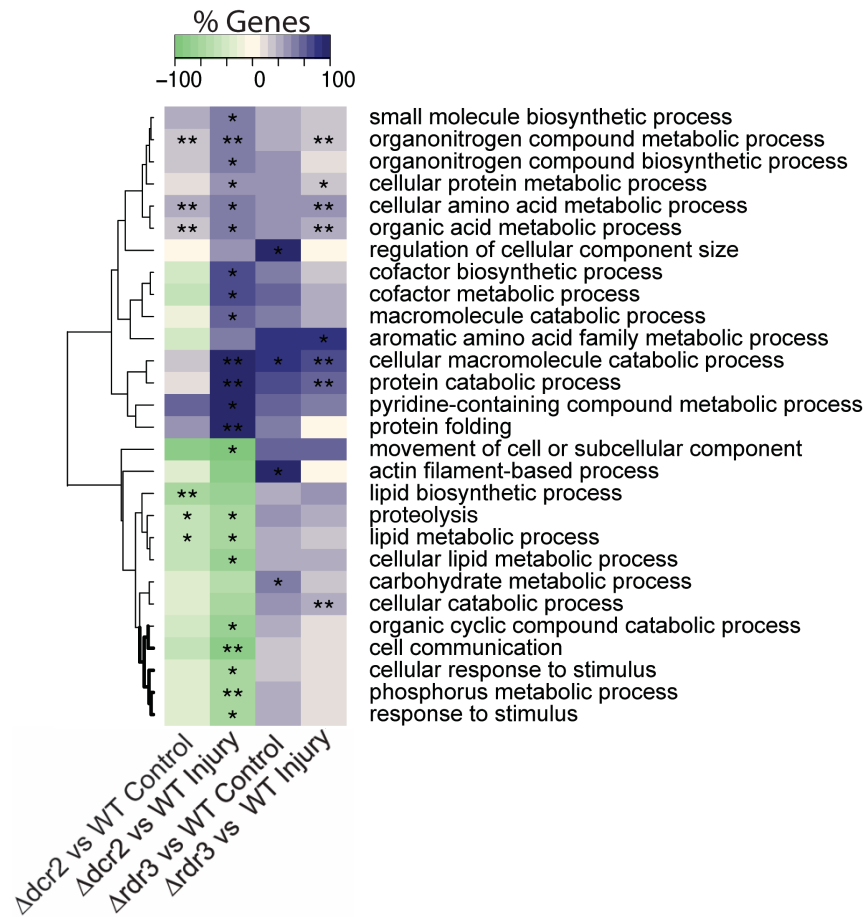 % Genes
−100 0 100
* small molecule biosynthetic process
** ** ** organonitrogen compound metabolic process
* organonitrogen compound biosynthetic process
* * cellular protein metabolic process
** * ** cellular amino acid metabolic process
** * ** organic acid metabolic process
* regulation of cellular component size
* cofactor biosynthetic process
* cofactor metabolic process
* macromolecule catabolic process
* aromatic amino acid family metabolic process
** * ** cellular macromolecule catabolic process
** ** protein catabolic process
* pyridine-containing compound metabolic process
** protein folding
* movement of cell or subcellular component
* actin filament-based process
** lipid biosynthetic process
* * proteolysis
* * lipid metabolic process
* cellular lipid metabolic process
* carbohydrate metabolic process
** cellular catabolic process
* organic cyclic compound catabolic process
** cell communication
* cellular response to stimulus
** phosphorus metabolic process
* response to stimulus
Δdcr2 vs WT Control
Δdcr2 vs WT Injury
Δrdr3 vs WT Control
Δrdr3 vs WT Injury